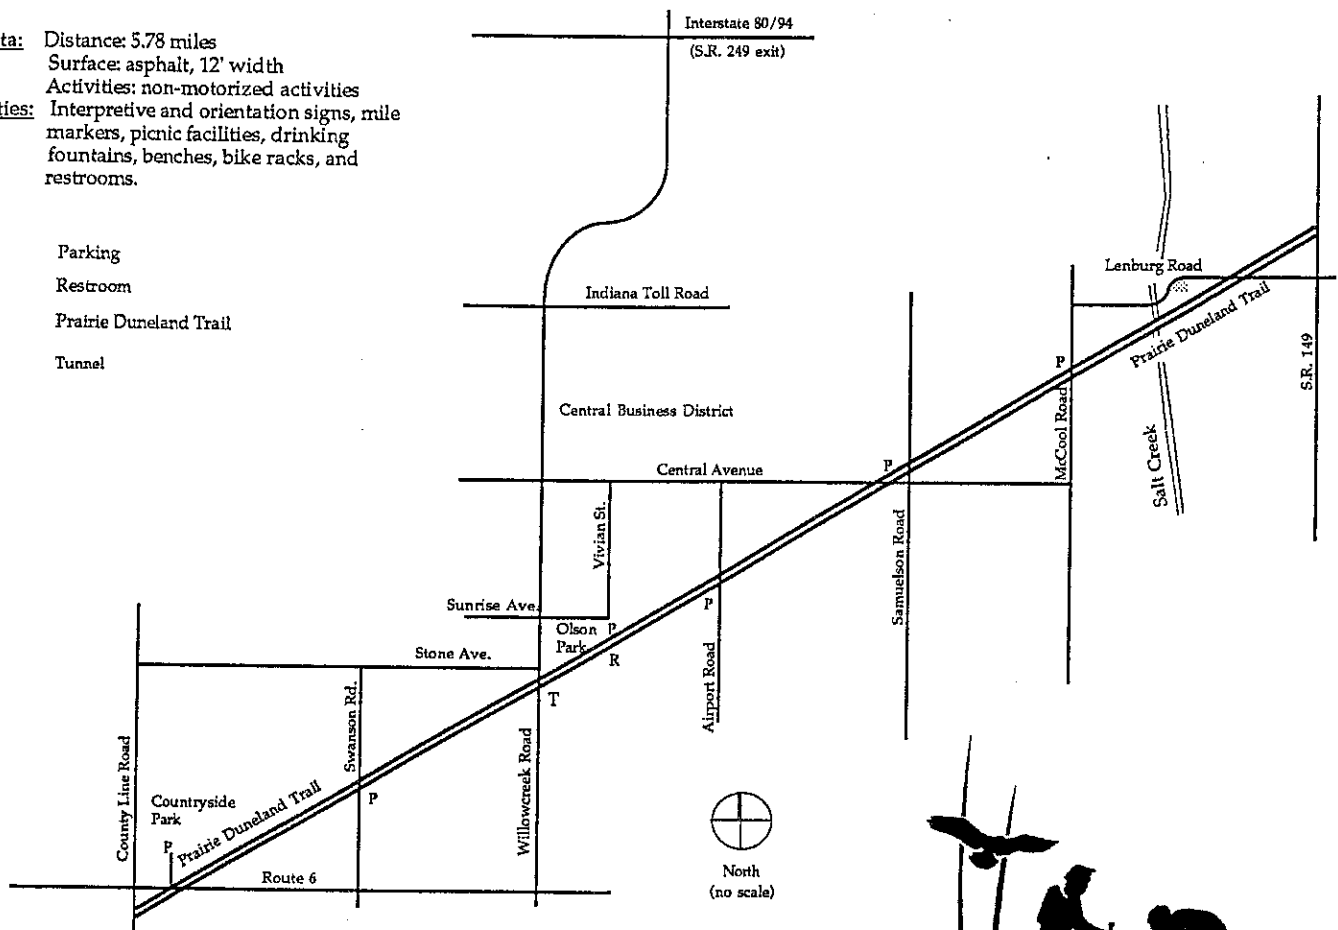 ta: Distance: 5.78 miles
Surface: asphalt, 12' width
Activities: non-motorized activities
ties: Interpretive and orientation signs, mile
markers, picnic facilities, drinking
fountains, benches, bike racks, and
restrooms.
Parking
Restroom
Prairie Duneland Trail
Tunnel
Interstate 80/94
(S.R. 249 exit)
Indiana Toll Road
Lenburg Road
Prairie Duneland Trail
S.R. 149
P
McCool Road
Salt Creek
Central Business District
Central Avenue
P
Samuelson Road
Vivian St.
Sunrise Ave.
Olson
Park
P
R
P
Airport Road
Stone Ave.
T
Swanson Rd.
Willowcreek Road
County Line Road
Countryside
Park
P
Prairie Duneland Trail
P
Route 6
North
(no scale)